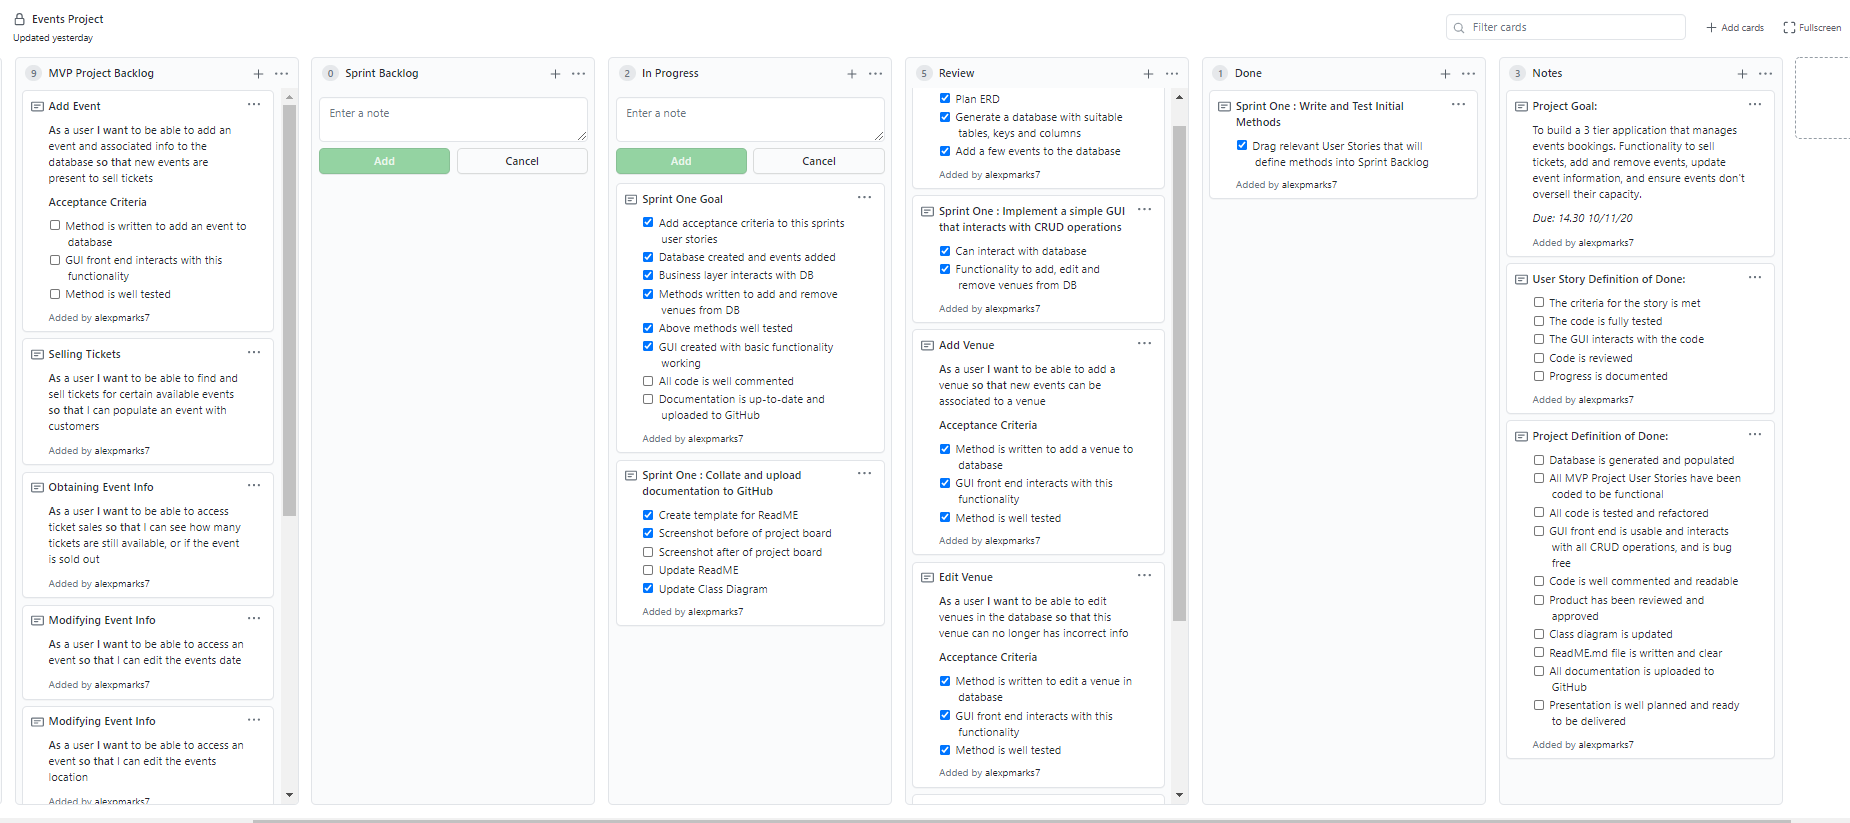 Events Project
Updated yesterday
Filter cards
Add cards
Fullscreen
9 MVP Project Backlog
Add Event
As a user I want to be able to add an
event and associated info to the
database so that new events are
present to sell tickets
Acceptance Criteria
Method is written to add an event to
database
GUI front end interacts with this
functionality
Method is well tested
Added by alexpmarks7
Selling Tickets
As a user I want to be able to find and
sell tickets for certain available events
so that I can populate an event with
customers
Added by alexpmarks7
Obtaining Event Info
As a user I want to be able to access
ticket sales so that I can see how many
tickets are still available, or if the event
is sold out
Added by alexpmarks7
Modifying Event Info
As a user I want to be able to access an
event so that I can edit the events date
Added by alexpmarks7
Modifying Event Info
As a user I want to be able to access an
event so that I can edit the events
location
Added by alexpmarks7
0 Sprint Backlog
Enter a note
Add
Cancel
2 In Progress
Enter a note
Add
Cancel
Sprint One Goal
Add acceptance criteria to this sprints
user stories
Database created and events added
Business layer interacts with DB
Methods written to add and remove
venues from DB
Above methods well tested
GUI created with basic functionality
working
All code is well commented
Documentation is up-to-date and
uploaded to GitHub
Added by alexpmarks7
Sprint One : Collate and upload
documentation to GitHub
Create template for ReadME
Screenshot before of project board
Screenshot after of project board
Update ReadME
Update Class Diagram
Added by alexpmarks7
5 Review
Plan ERD
Generate a database with suitable
tables, keys and columns
Add a few events to the database
Added by alexpmarks7
Sprint One : Implement a simple GUI
that interacts with CRUD operations
Can interact with database
Functionality to add, edit and
remove venues from DB
Added by alexpmarks7
Add Venue
As a user I want to be able to add a
venue so that new events can be
associated to a venue
Acceptance Criteria
Method is written to add a venue to
database
GUI front end interacts with this
functionality
Method is well tested
Added by alexpmarks7
Edit Venue
As a user I want to be able to edit
venues in the database so that this
venue can no longer has incorrect info
Acceptance Criteria
Method is written to edit a venue in
database
GUI front end interacts with this
functionality
Method is well tested
Added by alexpmarks7
1 Done
Sprint One : Write and Test Initial
Methods
Drag relevant User Stories that will
define methods into Sprint Backlog
Added by alexpmarks7
3 Notes
Project Goal:
To build a 3 tier application that manages
events bookings. Functionality to sell
tickets, add and remove events, update
event information, and ensure events don't
oversell their capacity.
Due: 14.30 10/11/20
Added by alexpmarks7
User Story Definition of Done:
The criteria for the story is met
The code is fully tested
The GUI interacts with the code
Code is reviewed
Progress is documented
Added by alexpmarks7
Project Definition of Done:
Database is generated and populated
All MVP Project User Stories have been
coded to be functional
All code is tested and refactored
GUI front end is usable and interacts
with all CRUD operations, and is bug
free
Code is well commented and readable
Product has been reviewed and
approved
Class diagram is updated
ReadME.md file is written and clear
All documentation is uploaded to
GitHub
Presentation is well planned and ready
to be delivered
Added by alexpmarks7